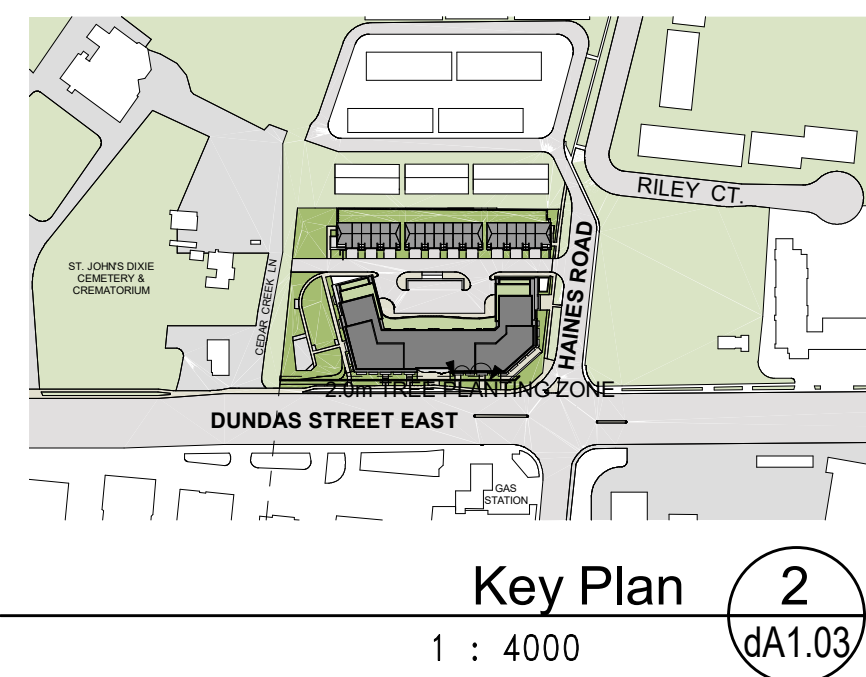 RILEY CT.
HAINES ROAD
ST. JOHN'S DIXIE
CEMETERY &
CREMATORIUM
CEDAR CREEK LN
2.0m TREE PLANTING ZONE
DUNDAS STREET EAST
GAS
STATION
Key Plan
2
1 : 4000
dA1.03